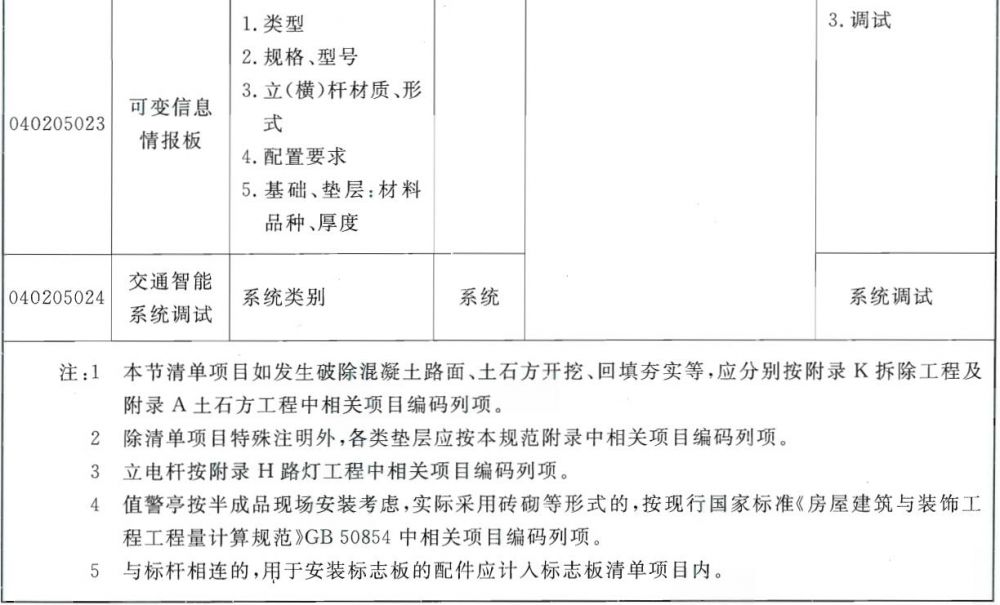 040205023
可变信息
情报板
1. 类型
2. 规格、型号
3. 立(横)杆材质、形
式
4. 配置要求
5. 基础、垫层:材料
品种、厚度
3. 调试
040205024
交通智能
系统调试
系统类别
系统
系统调试
注:1 本节清单项目如发生破除混凝土路面、土石方开挖、回填夯实等,应分别按附录 K 拆除工程及
附录 A 土石方工程中相关项目编码列项。
2 除清单项目特殊注明外,各类垫层应按本规范附录中相关项目编码列项。
3 立电杆按附录 H 路灯工程中相关项目编码列项。
4 值警亭按半成品现场安装考虑,实际采用砖砌等形式的,按现行国家标准《房屋建筑与装饰工
程工程量计算规范》GB 50854 中相关项目编码列项。
5 与标杆相连的,用于安装标志板的配件应计入标志板清单项目内。